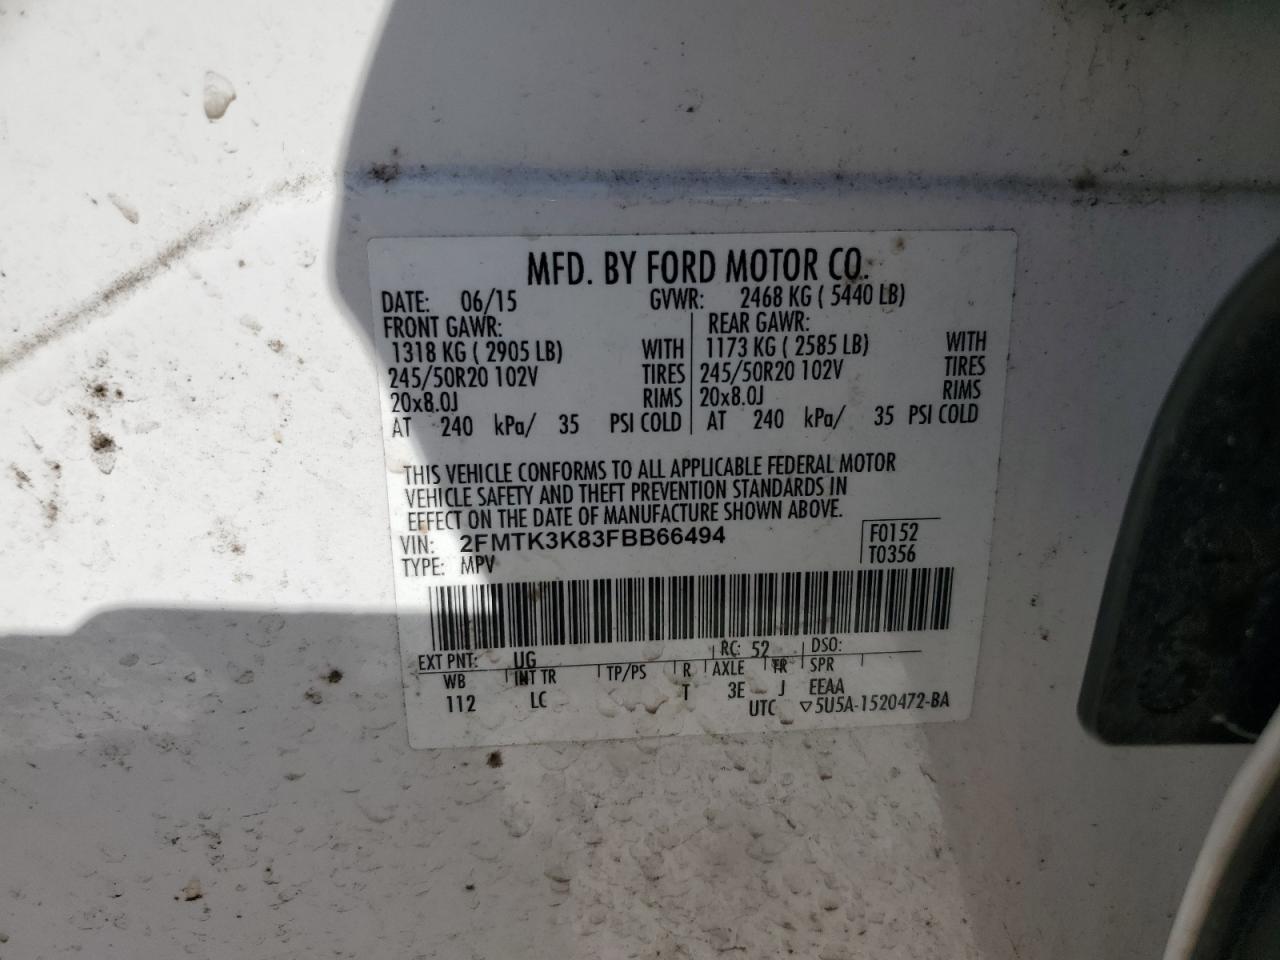 MFD. BY FORD MOTOR CO.
DATE: 06/15 GVWR: 2468 KG ( 5440 LB)
FRONT GAWR: REAR GAWR:
1318 KG ( 2905 LB) WITH 1173 KG ( 2585 LB) WITH
245/50R20 102V TIRES 245/50R20 102V TIRES
20x8.0J RIMS 20x8.0J RIMS
AT 240 kPa/ 35 PSI COLD AT 240 kPa/ 35 PSI COLD
THIS VEHICLE CONFORMS TO ALL APPLICABLE FEDERAL MOTOR
VEHICLE SAFETY AND THEFT PREVENTION STANDARDS IN
EFFECT ON THE DATE OF MANUFACTURE SHOWN ABOVE.
VIN: 2FMTK3K83FBB66494 F0152
TYPE: MPV T0356
EXT PNT: UG RC: 52 DSO:
WB INT TR TP/PS R AXLE TR SPR
112 LC T 3E J EEAA
UTC ▽5U5A-1520472-BA